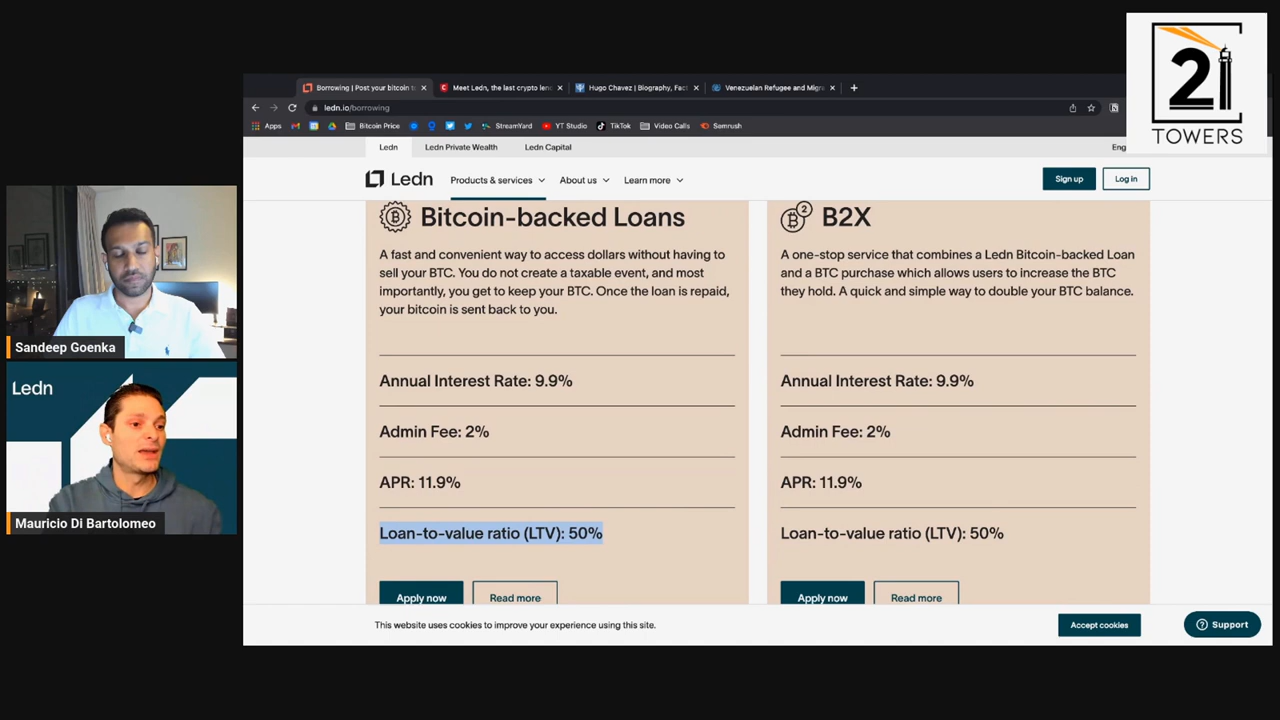 21
TOWERS
Borrowing | Post your bitcoin t
Meet Ledn, the last crypto len
Hugo Chavez | Biography, Fac
Venezuelan Refugee and Migra
ledn.io/borrowing
Apps
Bitcoin Price
StreamYard
YT Studio
TikTok
Video Calls
Semrush
Ledn
Ledn Private Wealth
Ledn Capital
Eng
Ledn
Products & services
About us
Learn more
Sign up
Log in
Bitcoin-backed Loans
A fast and convenient way to access dollars without having to
sell your BTC. You do not create a taxable event, and most
importantly, you get to keep your BTC. Once the loan is repaid,
your bitcoin is sent back to you.
Annual Interest Rate: 9.9%
Admin Fee: 2%
APR: 11.9%
Loan-to-value ratio (LTV): 50%
Apply now
Read more
B2X
A one-stop service that combines a Ledn Bitcoin-backed Loan
and a BTC purchase which allows users to increase the BTC
they hold. A quick and simple way to double your BTC balance.
Annual Interest Rate: 9.9%
Admin Fee: 2%
APR: 11.9%
Loan-to-value ratio (LTV): 50%
Apply now
Read more
This website uses cookies to improve your experience using this site.
Accept cookies
Support
Sandeep Goenka
Ledn
Mauricio Di Bartolomeo